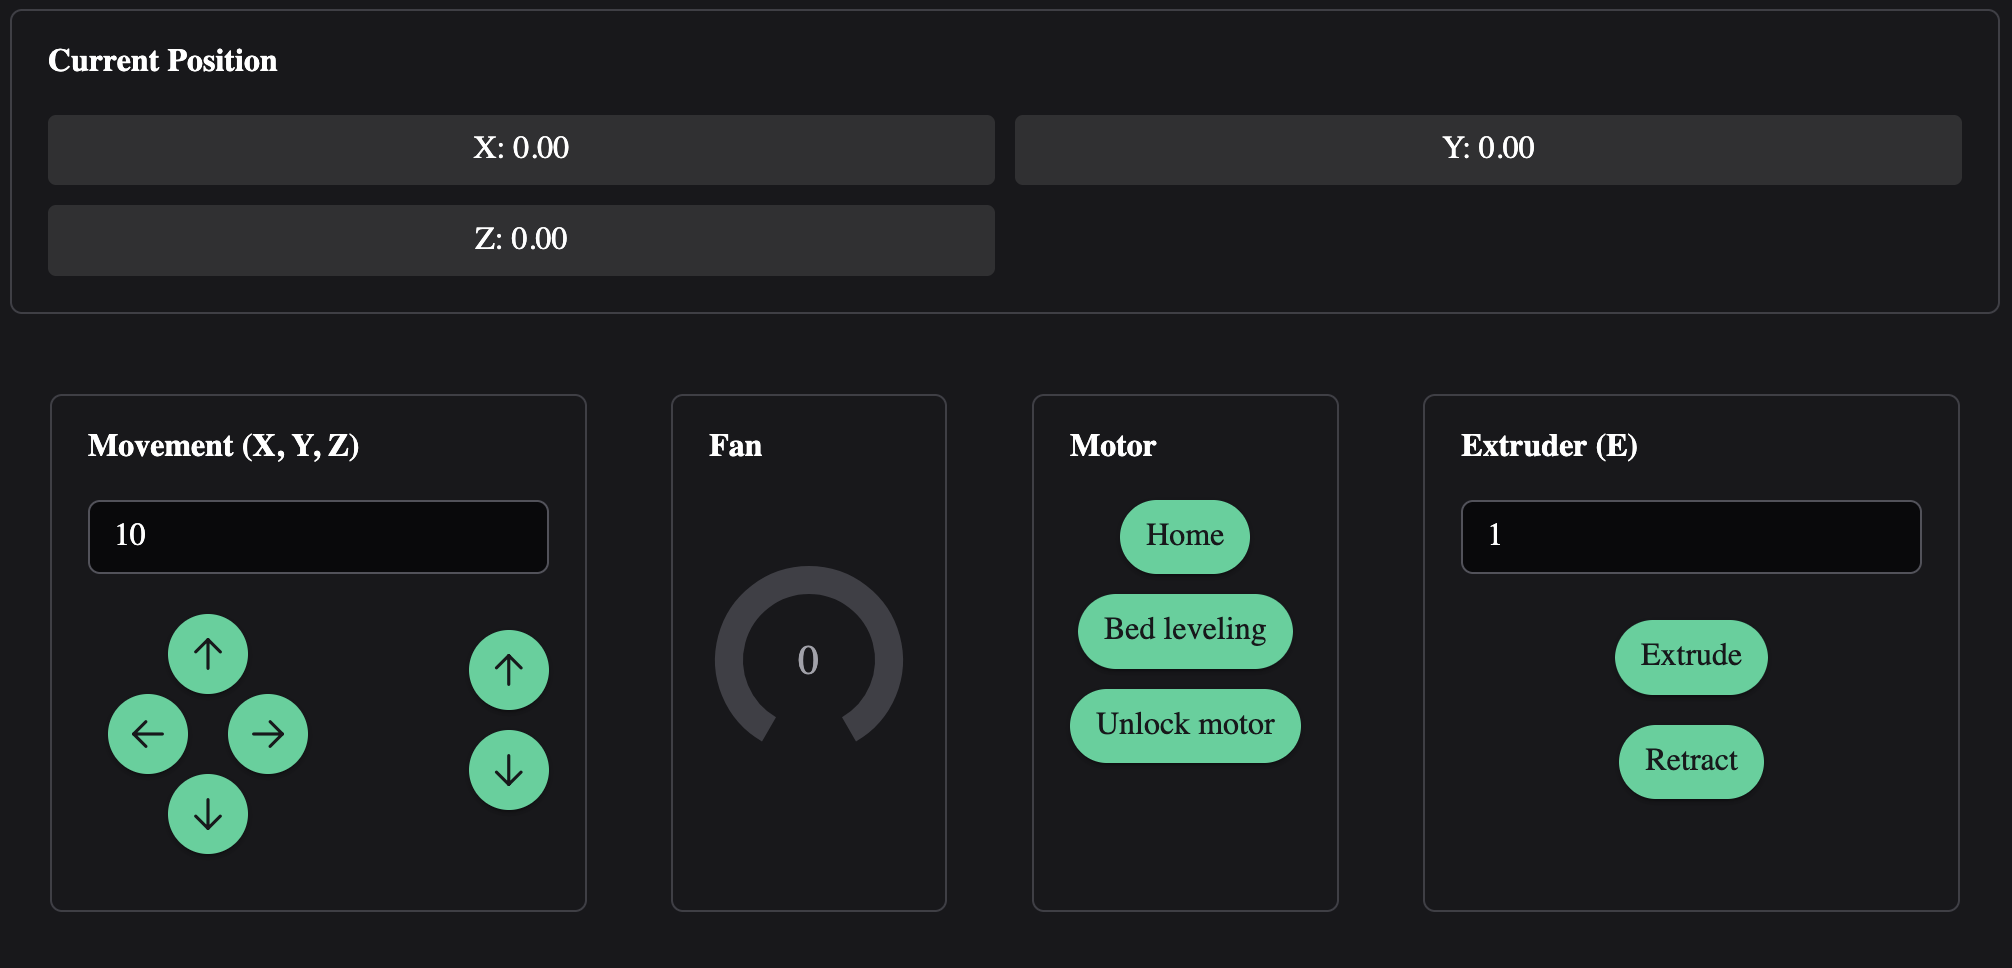 Current Position
X: 0.00
Y: 0.00
Z: 0.00
Movement (X, Y, Z)
10
Fan
0
Motor
Home
Bed leveling
Unlock motor
Extruder (E)
1
Extrude
Retract